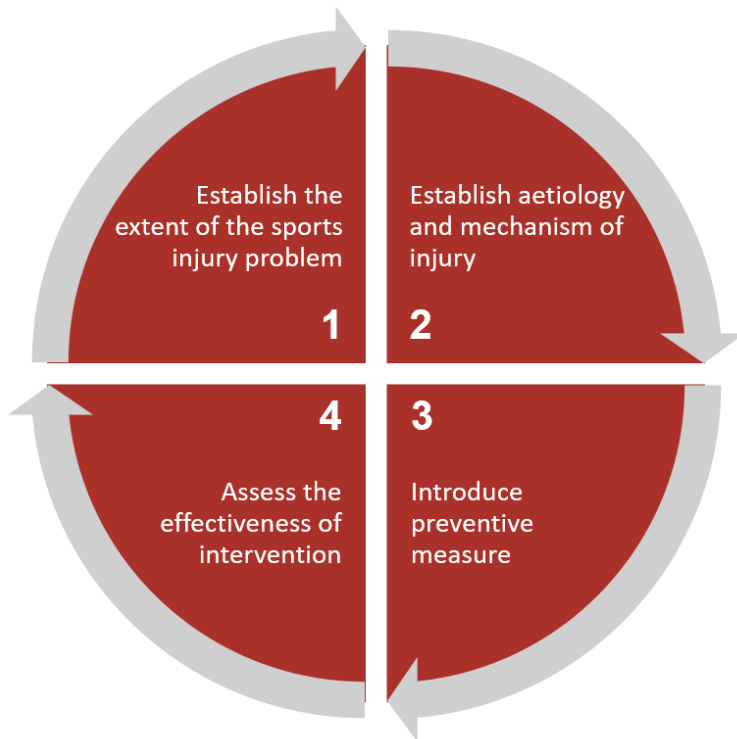 Establish the
extent of the sports
injury problem
1
Establish aetiology
and mechanism of
injury
2
3
Introduce
preventive
measure
4
Assess the
effectiveness of
intervention